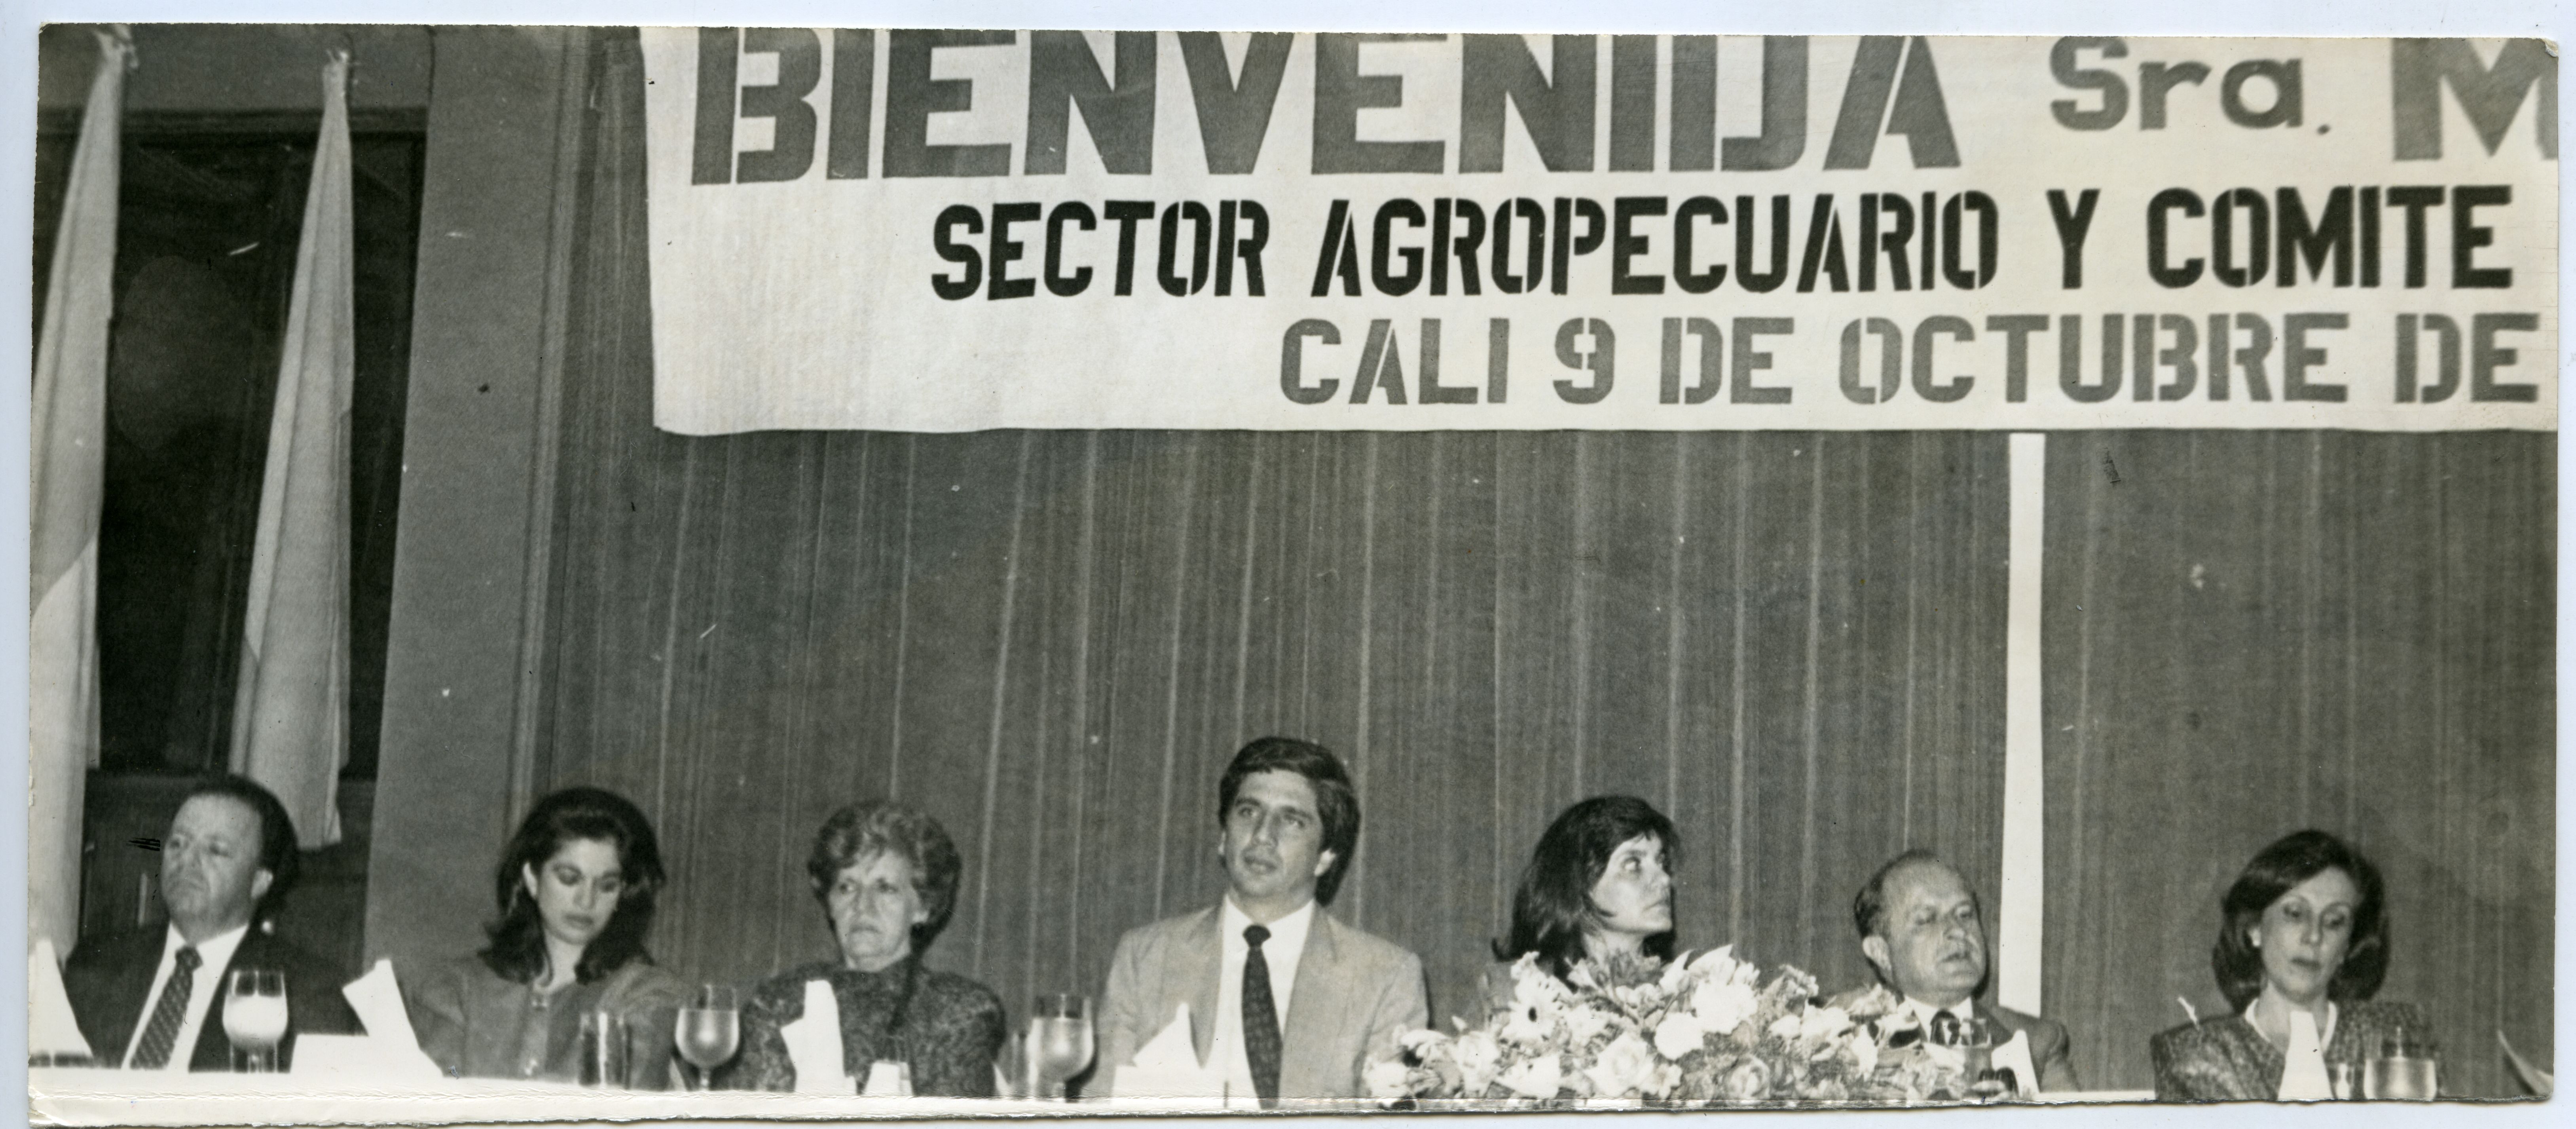 BIENVENIDA Sra. M
SECTOR AGROPECUARIO Y COMITE
CALI 9 DE OCTUBRE DE